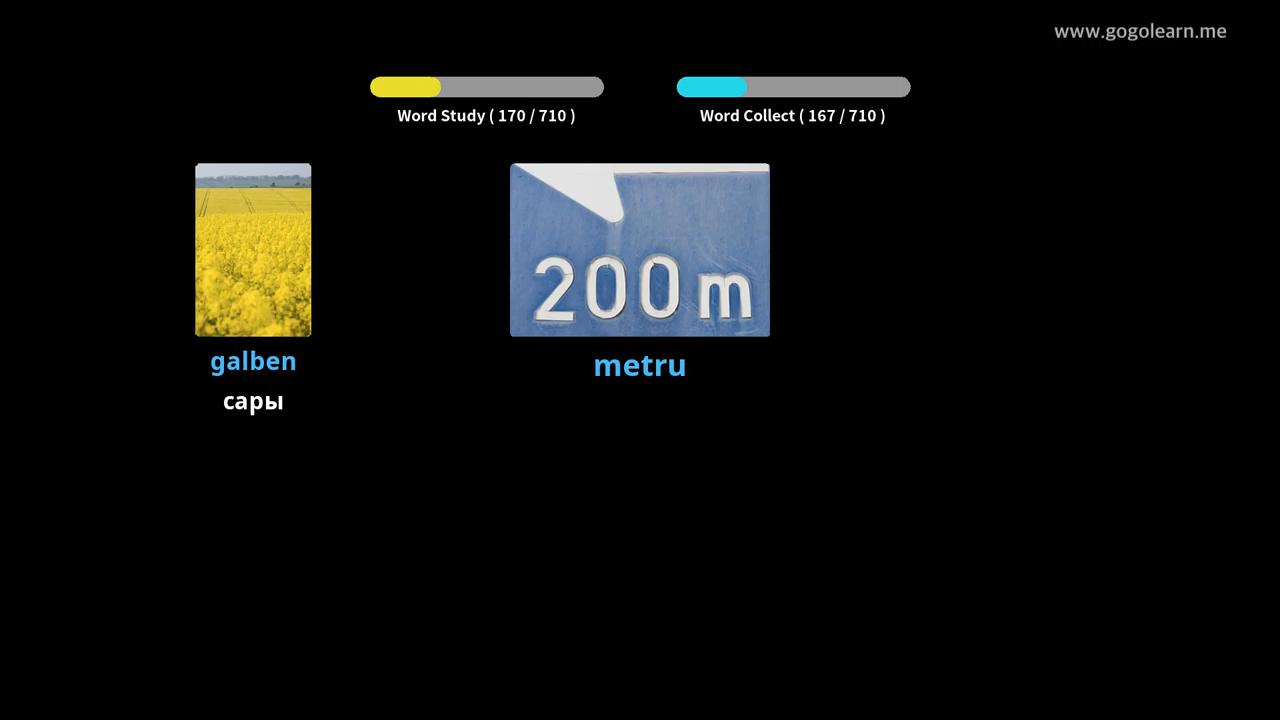 www.gogolearn.me
Word Study ( 170 / 710 )
Word Collect ( 167 / 710 )
200 m
galben
metru
сары